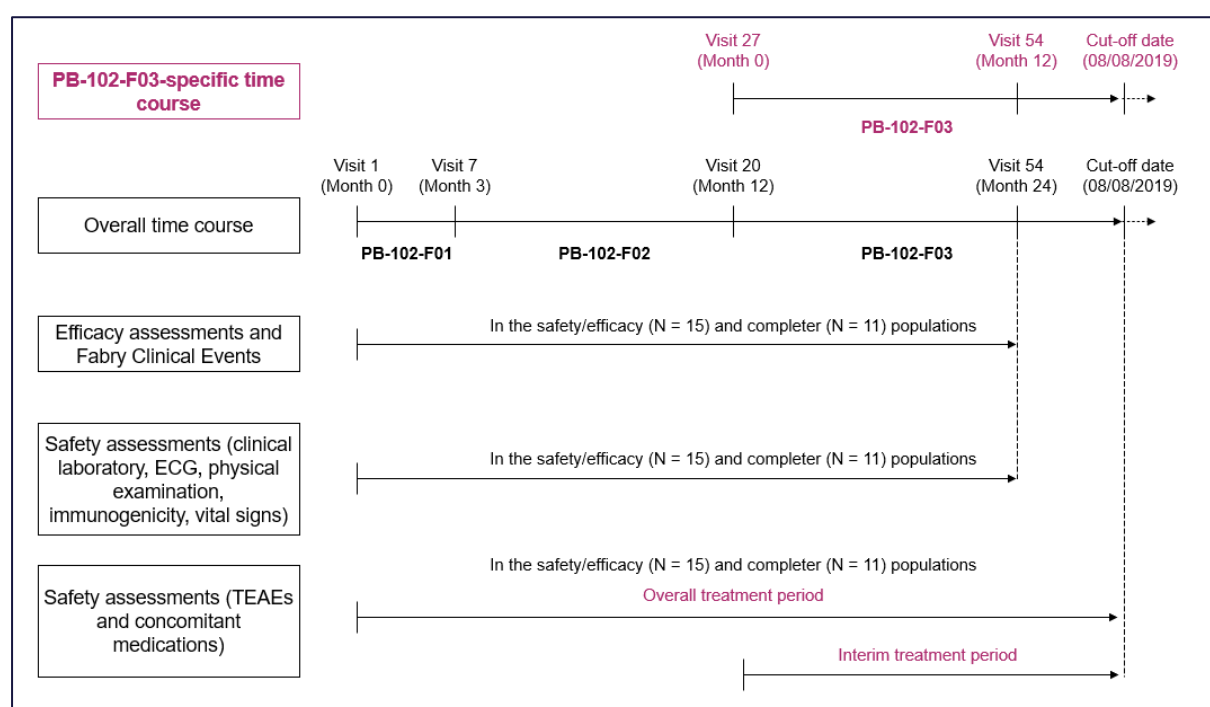 Visit 27
(Month 0)
Visit 54
(Month 12)
Cut-off date
(08/08/2019)
PB-102-F03-specific time
course
PB-102-F03
Visit 1
(Month 0)
Visit 7
(Month 3)
Visit 20
(Month 12)
Visit 54
(Month 24)
Cut-off date
(08/08/2019)
Overall time course
PB-102-F01
PB-102-F02
PB-102-F03
Efficacy assessments and
Fabry Clinical Events
In the safety/efficacy (N = 15) and completer (N = 11) populations
Safety assessments (clinical
laboratory, ECG, physical
examination,
immunogenicity, vital signs)
In the safety/efficacy (N = 15) and completer (N = 11) populations
Safety assessments (TEAEs
and concomitant
medications)
In the safety/efficacy (N = 15) and completer (N = 11) populations
Overall treatment period
Interim treatment period